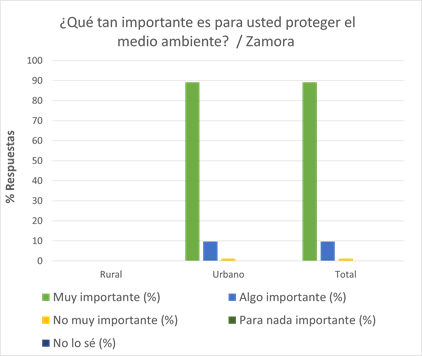 ¿Qué tan importante es para usted proteger el
medio ambiente?  / Zamora
% Respuestas
100
90
80
70
60
50
40
30
20
10
0
Rural Urbano Total
Muy importante (%) Algo importante (%)
No muy importante (%) Para nada importante (%)
No lo sé (%)